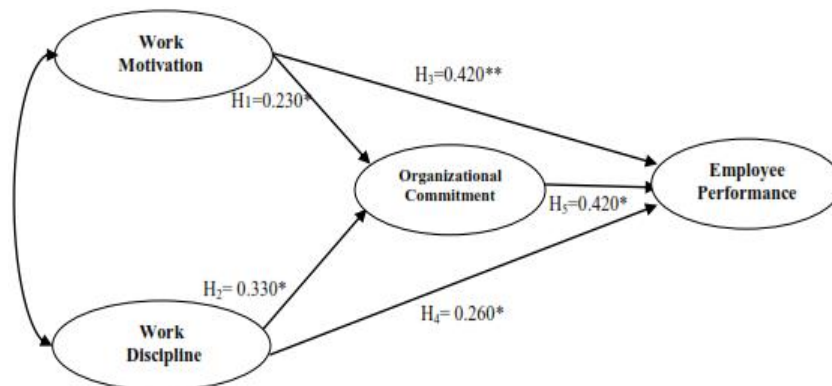 Work
Motivation
H₃=0.420**
H1=0.230*
Organizational
Commitment
Employee
Performance
H₅=0.420*
H₂= 0.330*
H₄= 0.260*
Work
Discipline